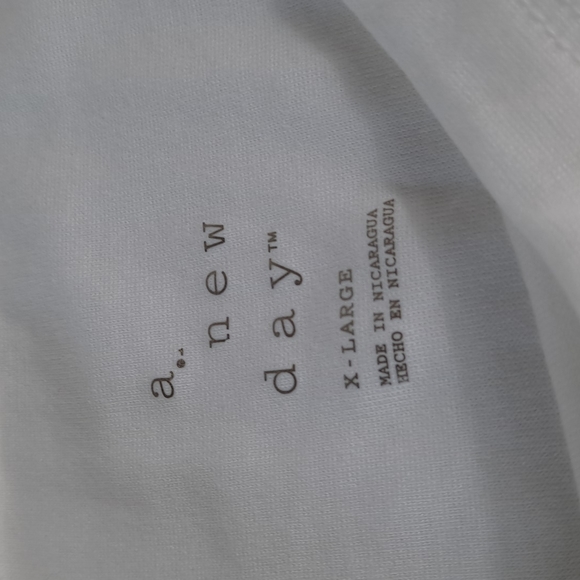 a
new
day™
X-LARGE
MADE IN NICARAGUA
HECHO EN NICARAGUA